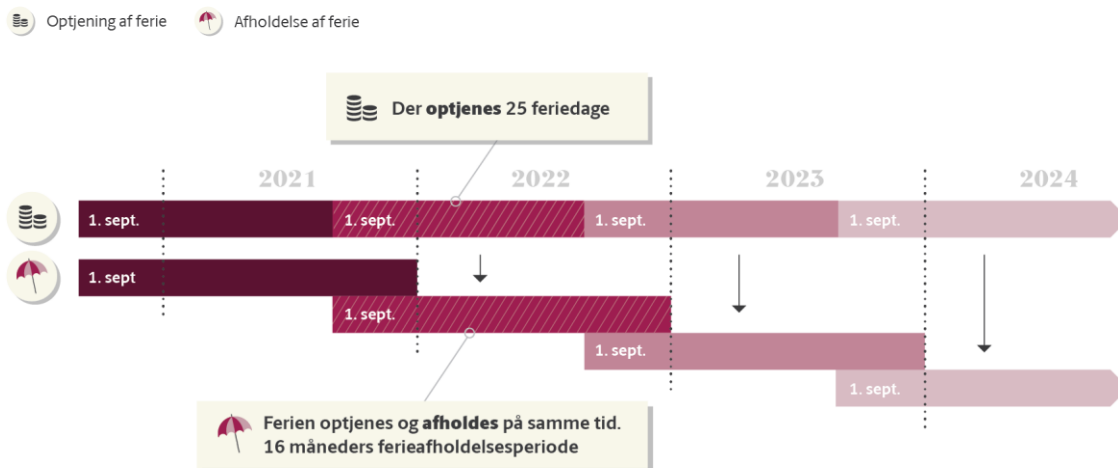 Optjening af ferie
Afholdelse af ferie
Der optjenes 25 feriedage
2021
2022
2023
2024
1. sept.
1. sept.
1. sept.
1. sept.
1. sept
1. sept.
1. sept.
1. sept.
Ferien optjenes og afholdes på samme tid.
16 måneders ferieafholdelsesperiode